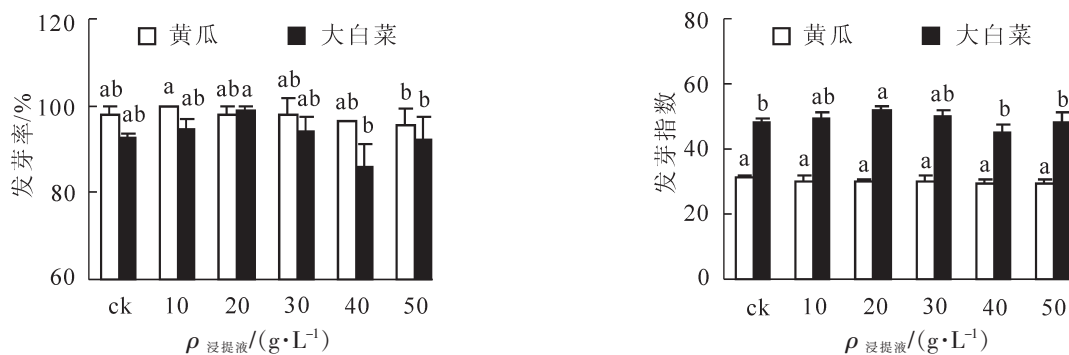 120
100
80
60
发芽率/%
黄瓜 大白菜
ab ab a ab ab a ab ab ab b b b
ck 10 20 30 40 50
ρ 浸提液/(g·L⁻¹)
80
60
40
20
0
发芽指数
黄瓜 大白菜
b ab a ab b b
a a a a a a
ck 10 20 30 40 50
ρ 浸提液/(g·L⁻¹)